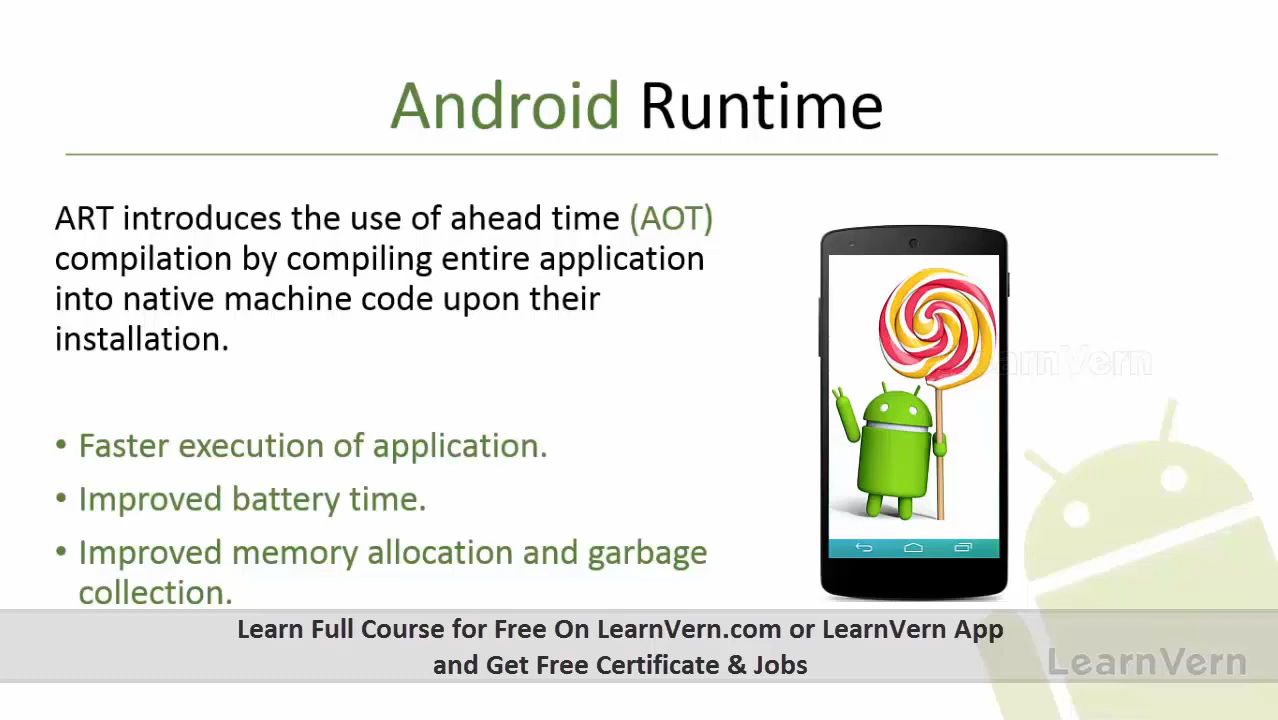 Android Runtime
ART introduces the use of ahead time (AOT)
compilation by compiling entire application
into native machine code upon their
installation.
• Faster execution of application.
• Improved battery time.
• Improved memory allocation and garbage
collection.
LearnVern
Learn Full Course for Free On LearnVern.com or LearnVern App
and Get Free Certificate & Jobs
LearnVern